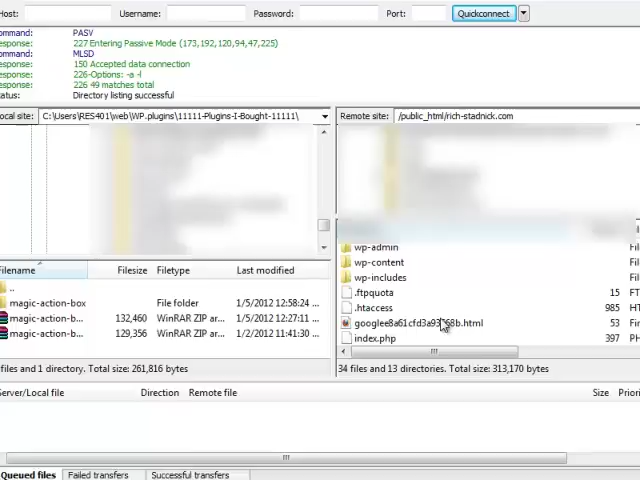 Host: Username: Password: Port: Quickconnect
ommand: PASV
esponse: 227 Entering Passive Mode (173,192,120,94,47,225)
ommand: MLSD
esponse: 150 Accepted data connection
esponse: 226-Options: -a -l
esponse: 226 49 matches total
tatus: Directory listing successful
ocal site: C:\Users\RES401\web\WP.plugins\11111-Plugins-I-Bought-11111\
Remote site: /public_html/rich-stadnick.com
Filename Filesize Filetype Last modified
..
magic-action-box File folder 1/5/2012 12:58:24 ...
magic-action-b... 132,460 WinRAR ZIP ar... 1/5/2012 12:27:11 ...
magic-action-b... 129,356 WinRAR ZIP ar... 1/2/2012 11:41:30 ...
files and 1 directory. Total size: 261,816 bytes
wp-admin Fil
wp-content Fil
wp-includes Fil
.ftpquota 15 FT
.htaccess 985 HT
index.php 397 PH
34 files and 13 directories. Total size: 313,170 bytes
Server/Local file Direction Remote file Size Priori
Queued files Failed transfers Successful transfers